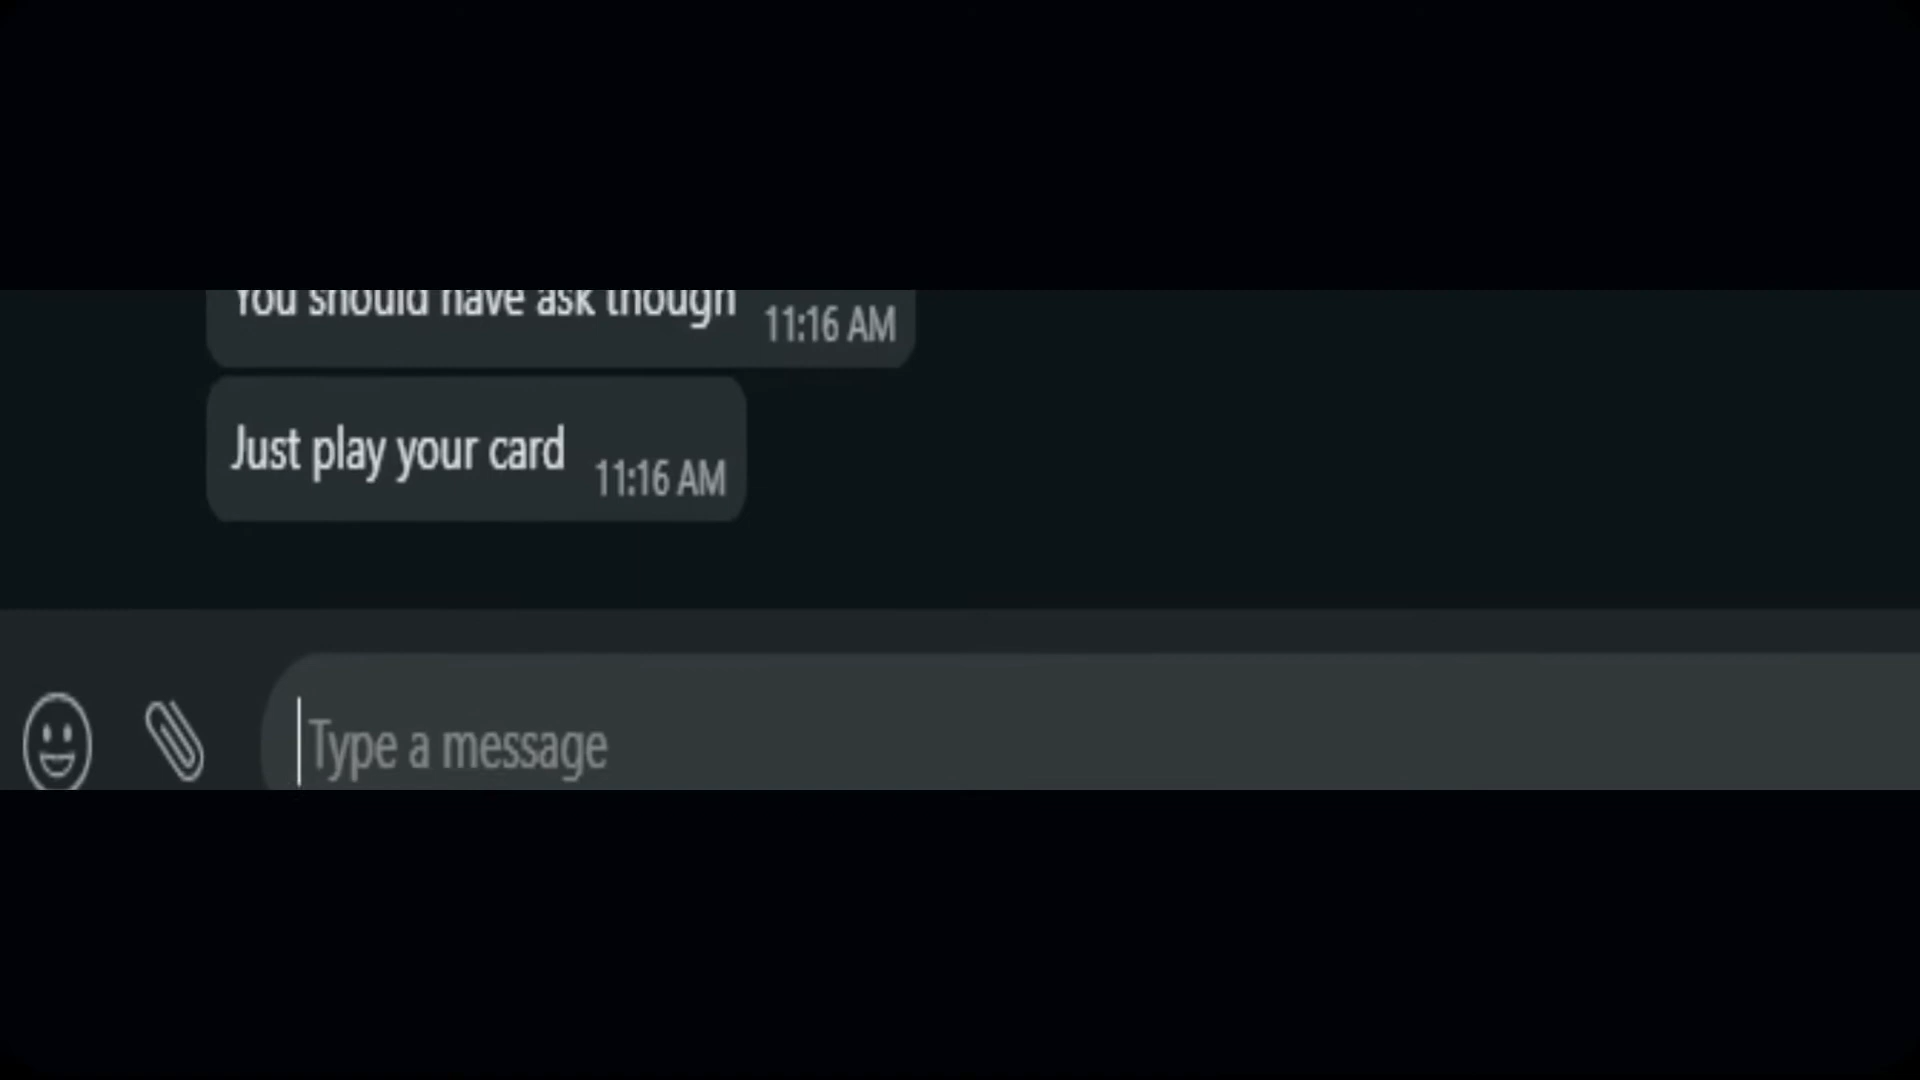 You should have ask though 11:16 AM
Just play your card 11:16 AM
Type a message